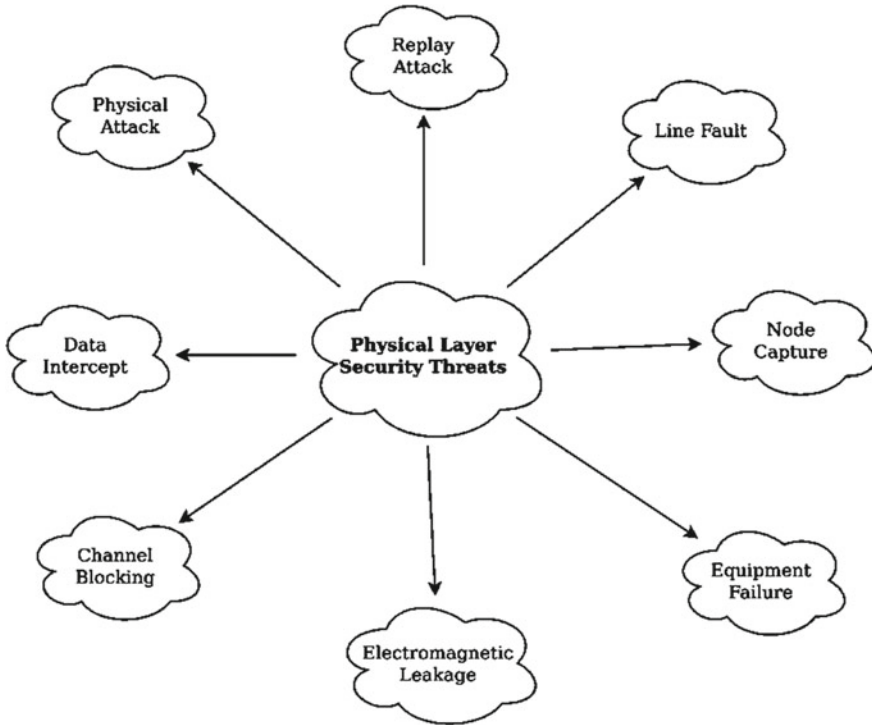 Replay
Attack
Physical
Attack
Line Fault
Physical Layer
Security Threats
Data
Intercept
Node
Capture
Channel
Blocking
Equipment
Failure
Electromagnetic
Leakage